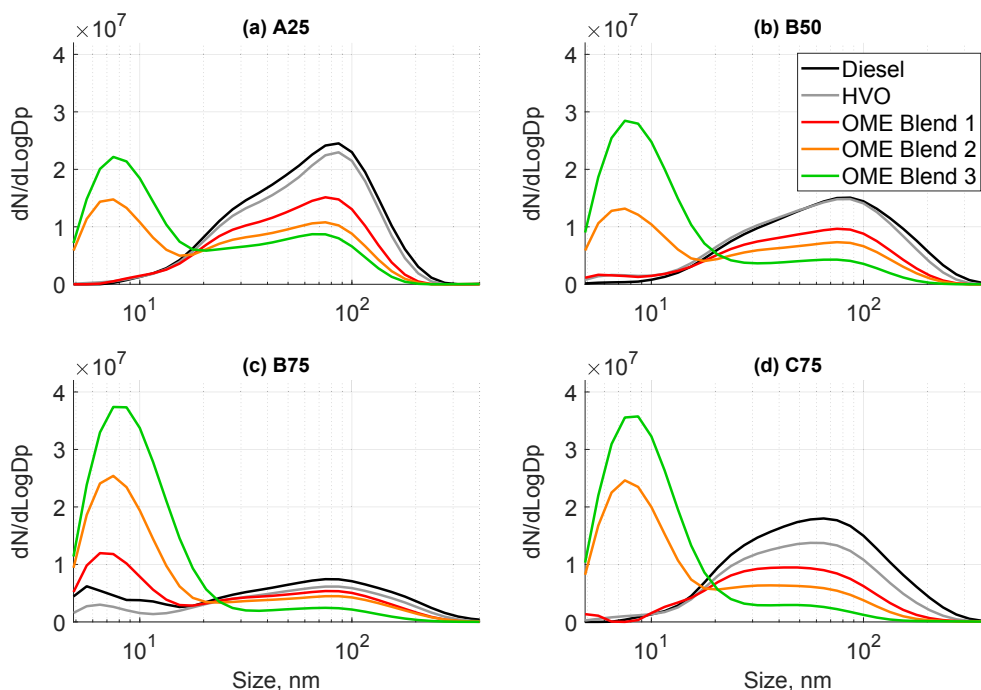 (a) A25
×10^7
4
3
2
1
0
dN/dLogDp
10^1
10^2
(b) B50
×10^7
4
3
2
1
0
dN/dLogDp
10^1
10^2
Diesel
HVO
OME Blend 1
OME Blend 2
OME Blend 3
(c) B75
×10^7
4
3
2
1
0
dN/dLogDp
10^1
10^2
Size, nm
(d) C75
×10^7
4
3
2
1
0
dN/dLogDp
10^1
10^2
Size, nm